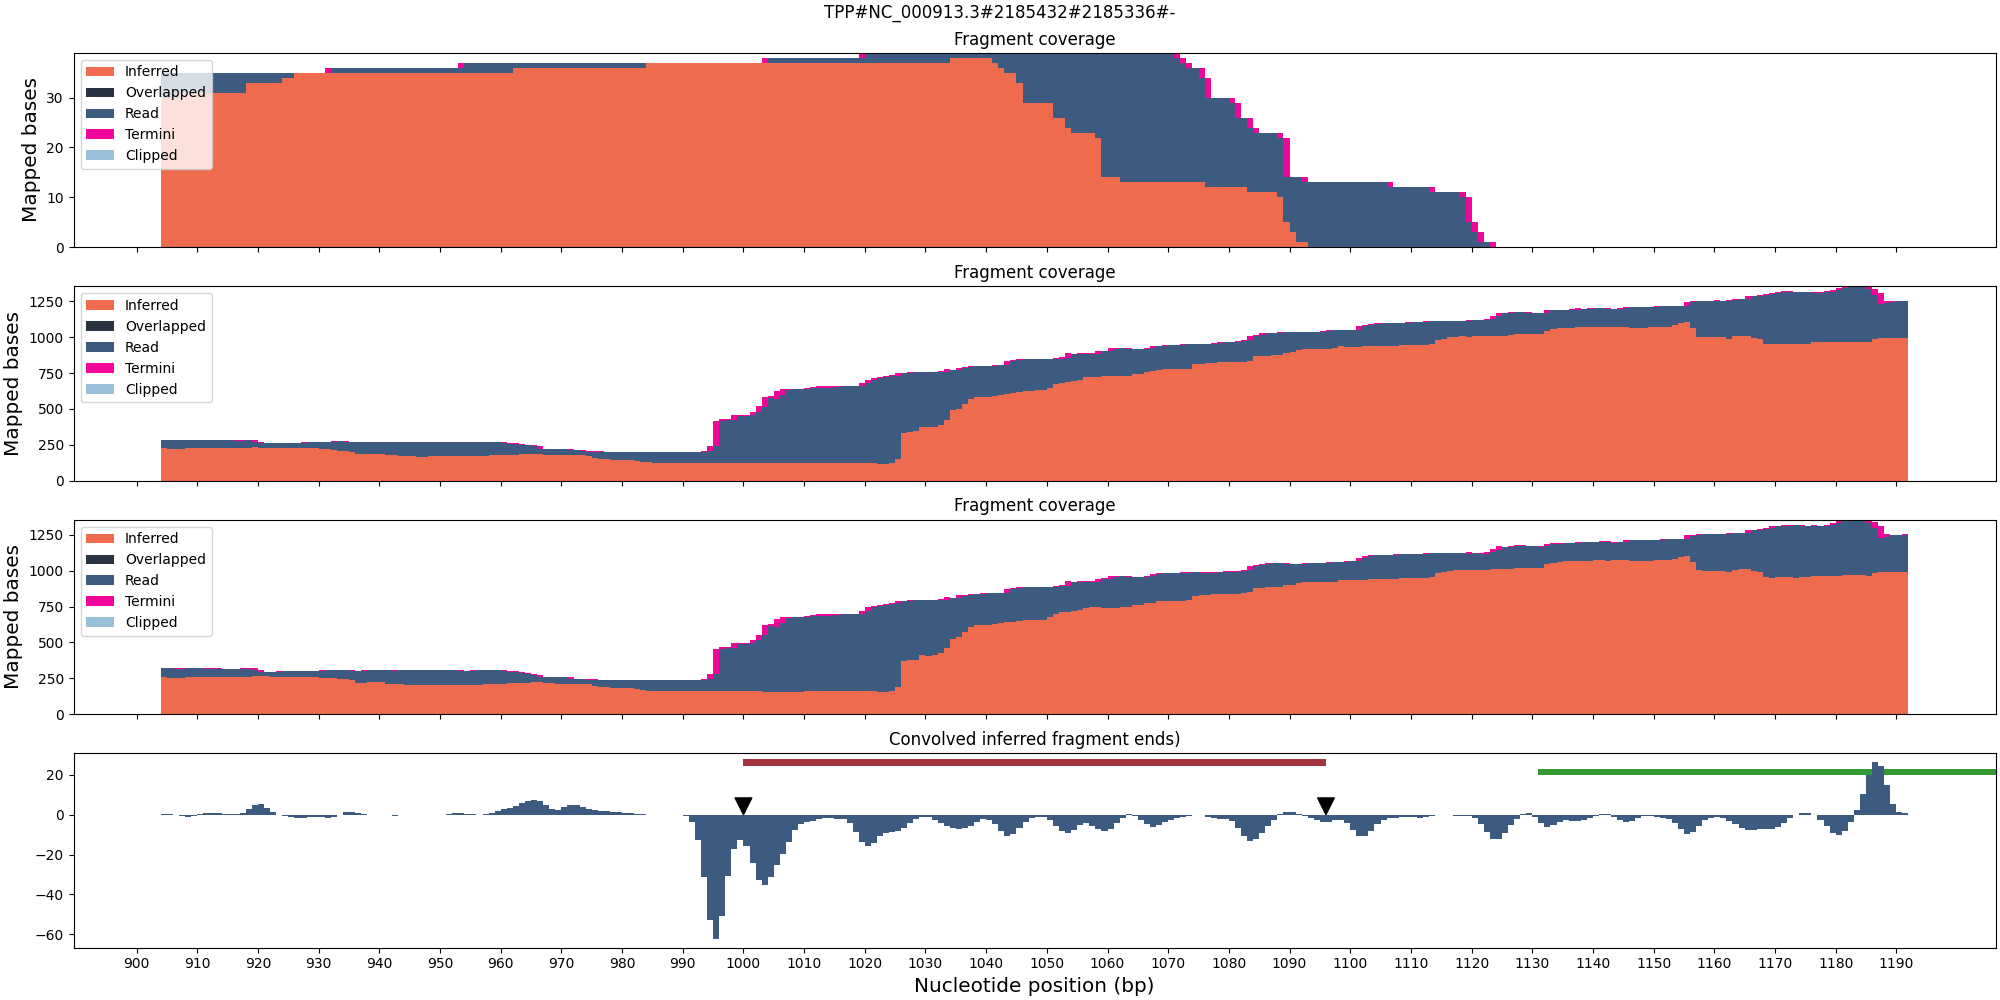 TPP#NC_000913.3#2185432#2185336#-
Fragment coverage
Mapped bases
30
20
10
0
Inferred
Overlapped
Read
Termini
Clipped
Fragment coverage
Mapped bases
1250
1000
750
500
250
0
Inferred
Overlapped
Read
Termini
Clipped
Fragment coverage
Mapped bases
1250
1000
750
500
250
0
Inferred
Overlapped
Read
Termini
Clipped
Convolved inferred fragment ends)
20
0
−20
−40
−60
900 910 920 930 940 950 960 970 980 990 1000 1010 1020 1030 1040 1050 1060 1070 1080 1090 1100 1110 1120 1130 1140 1150 1160 1170 1180 1190
Nucleotide position (bp)